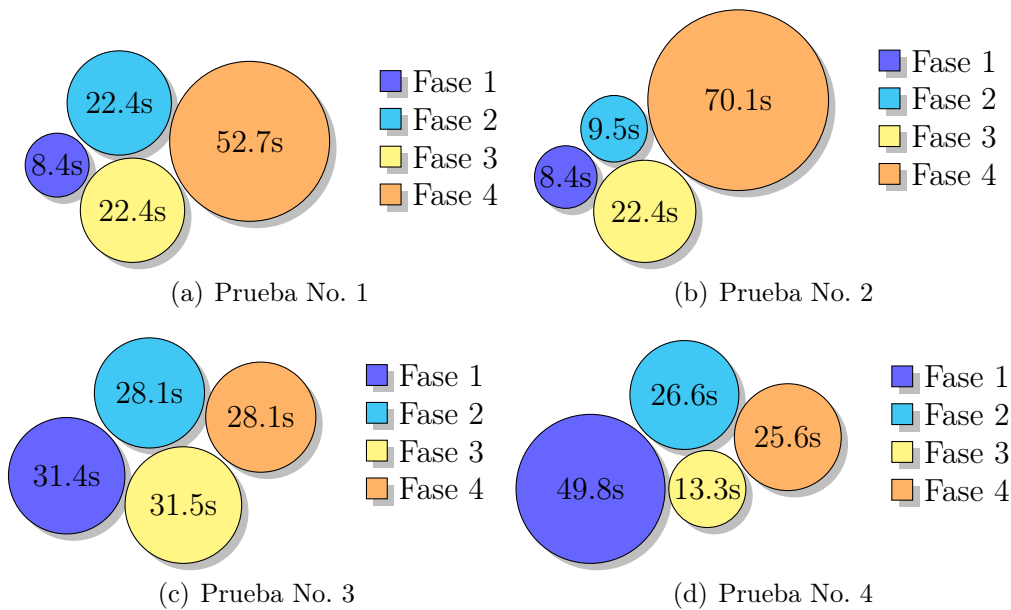 22.4s
52.7s
8.4s
22.4s
Fase 1
Fase 2
Fase 3
Fase 4
(a) Prueba No. 1
70.1s
9.5s
8.4s
22.4s
Fase 1
Fase 2
Fase 3
Fase 4
(b) Prueba No. 2
28.1s
28.1s
31.4s
31.5s
Fase 1
Fase 2
Fase 3
Fase 4
(c) Prueba No. 3
26.6s
25.6s
49.8s
13.3s
Fase 1
Fase 2
Fase 3
Fase 4
(d) Prueba No. 4